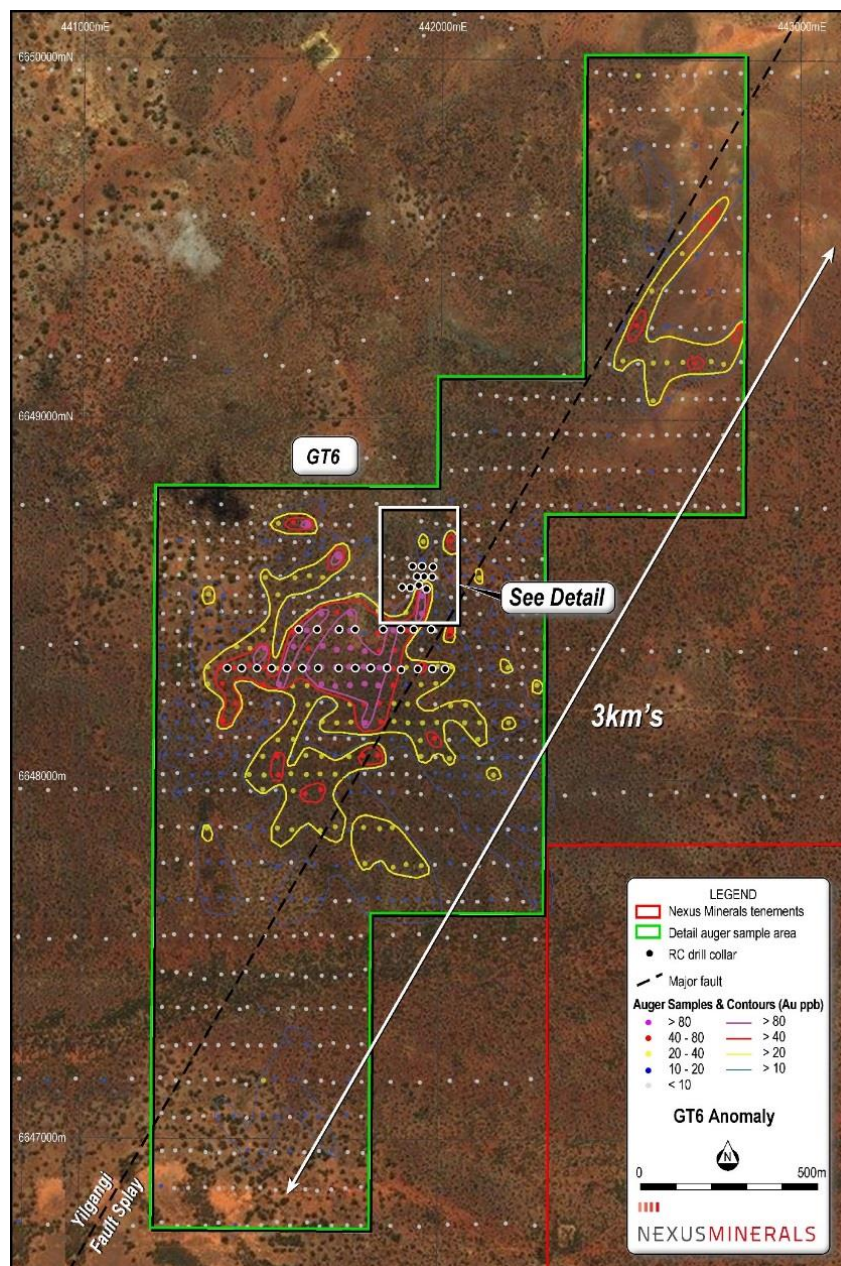 441000mE
442000mE
443000mE
6650000mN
6649000mN
GT6
See Detail
3km's
6648000m
6647000m
Yilgangi
Fault Splay
LEGEND
Nexus Minerals tenements
Detail auger sample area
RC drill collar
Major fault
Auger Samples & Contours (Au ppb)
> 80 > 80
40 - 80 > 40
20 - 40 > 20
10 - 20 > 10
< 10
GT6 Anomaly
N
0 500m
NEXUSMINERALS